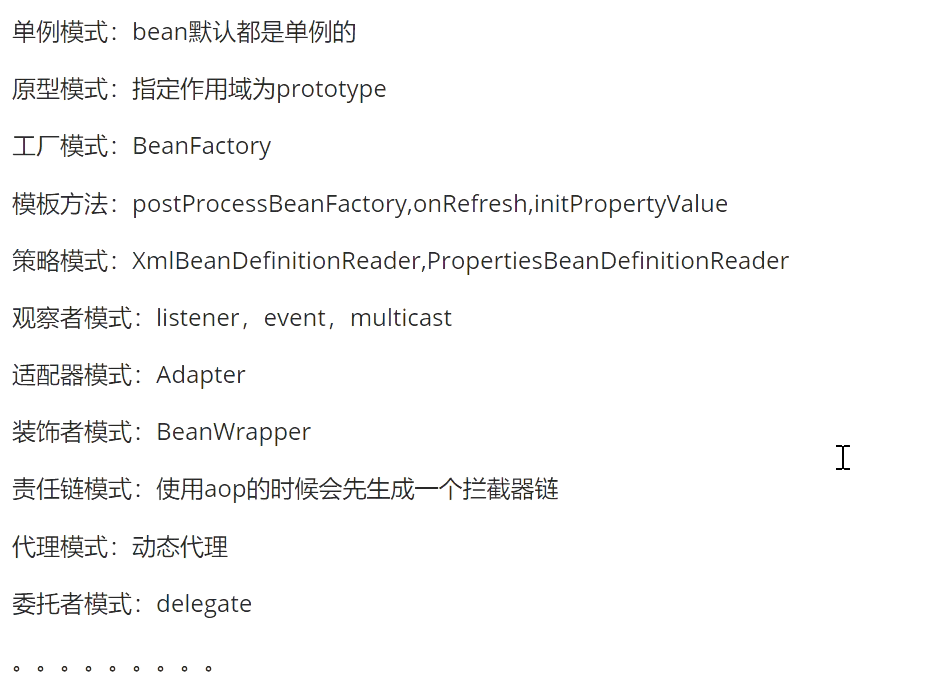 单例模式：bean默认都是单例的
原型模式：指定作用域为prototype
工厂模式：BeanFactory
模板方法：postProcessBeanFactory,onRefresh,initPropertyValue
策略模式：XmlBeanDefinitionReader,PropertiesBeanDefinitionReader
观察者模式：listener，event，multicast
适配器模式：Adapter
装饰者模式：BeanWrapper
责任链模式：使用aop的时候会先生成一个拦截器链
代理模式：动态代理
委托者模式：delegate
。。。。。。。。。